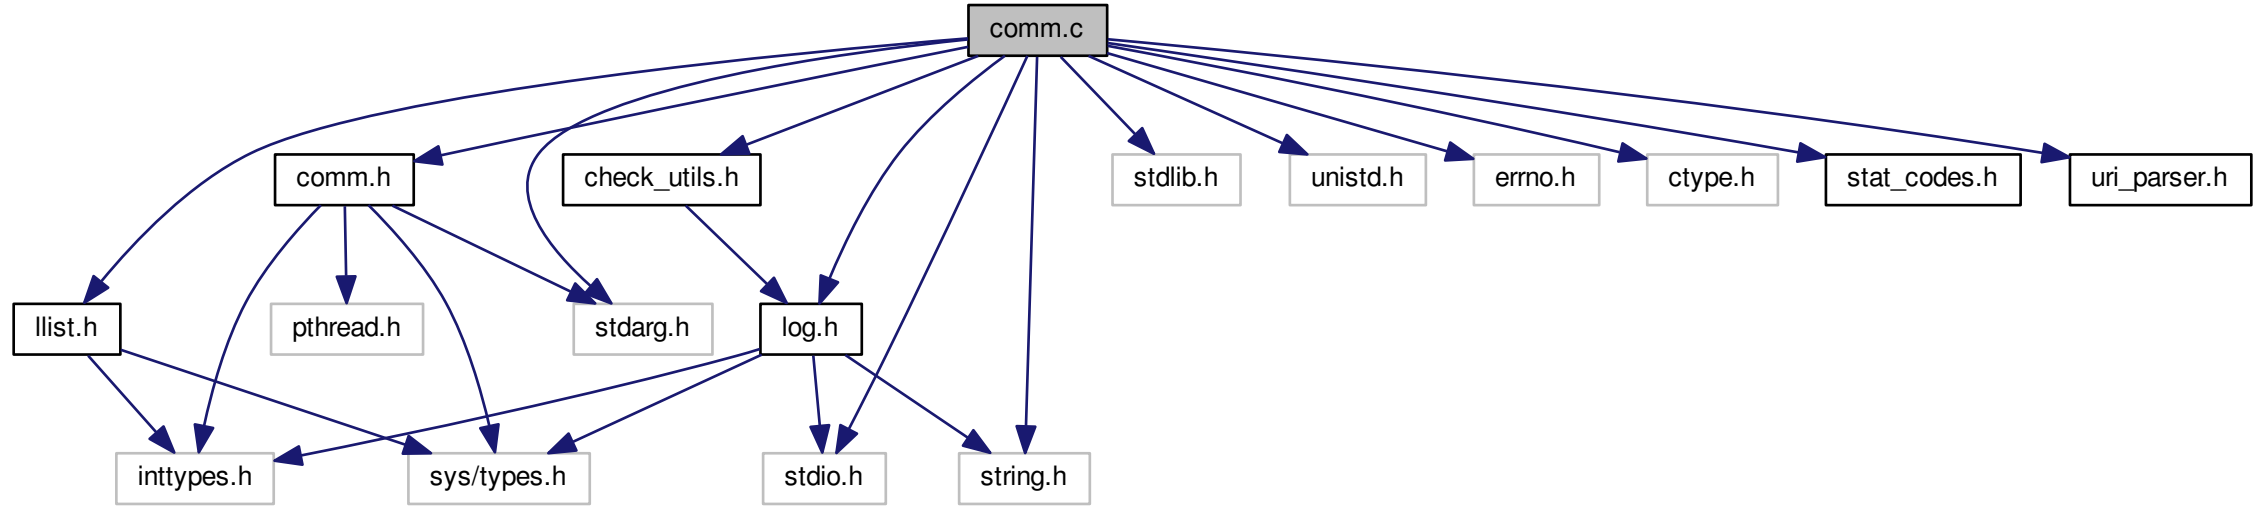 comm.c
comm.h
check_utils.h
stdlib.h
unistd.h
errno.h
ctype.h
stat_codes.h
uri_parser.h
llist.h
pthread.h
stdarg.h
log.h
inttypes.h
sys/types.h
stdio.h
string.h